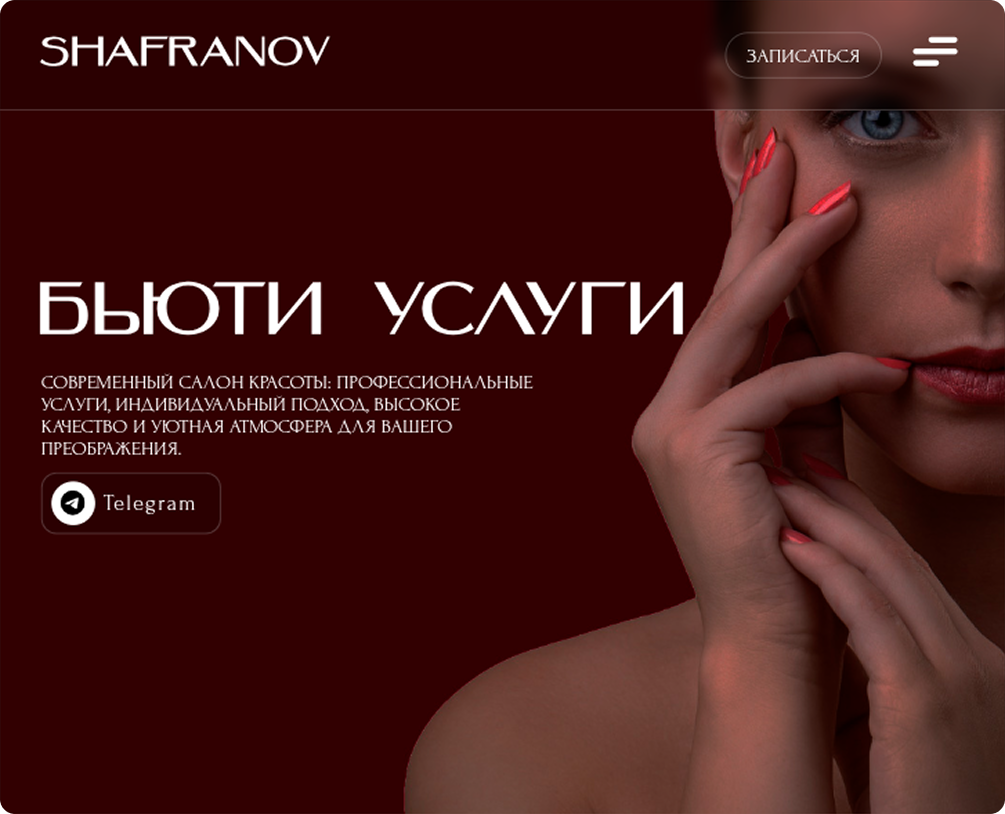 SHAFRANOV
ЗАПИСАТЬСЯ
БЬЮТИ УСЛУГИ
СОВРЕМЕННЫЙ САЛОН КРАСОТЫ: ПРОФЕССИОНАЛЬНЫЕ
УСЛУГИ, ИНДИВИДУАЛЬНЫЙ ПОДХОД, ВЫСОКОЕ
КАЧЕСТВО И УЮТНАЯ АТМОСФЕРА ДЛЯ ВАШЕГО
ПРЕОБРАЖЕНИЯ.
Telegram